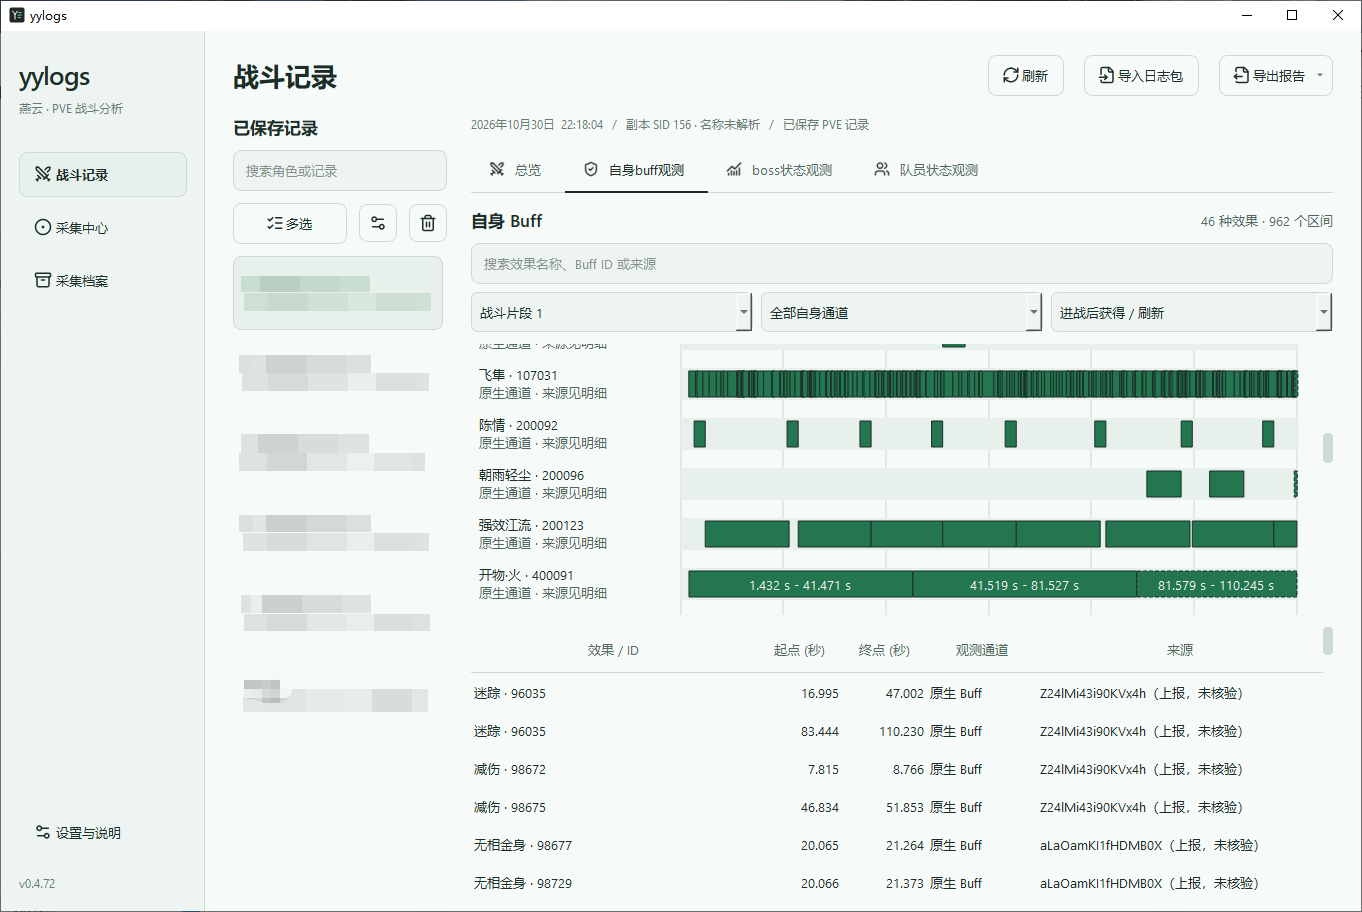 yylogs
yylogs
燕云 · PVE 战斗分析
战斗记录
采集中心
采集档案
设置与说明
v0.4.72
战斗记录
刷新
导入日志包
导出报告
已保存记录
搜索角色或记录
多选
2026年10月30日 22:18:04 / 副本 SID 156 · 名称未解析 / 已保存 PVE 记录
总览
自身buff观测
boss状态观测
队员状态观测
自身 Buff
46 种效果 · 962 个区间
搜索效果名称、Buff ID 或来源
战斗片段 1
全部自身通道
进战后获得 / 刷新
原生通道 · 来源见明细
飞隼 · 107031
原生通道 · 来源见明细
陈情 · 200092
原生通道 · 来源见明细
朝雨轻尘 · 200096
原生通道 · 来源见明细
强效江流 · 200123
原生通道 · 来源见明细
开物·火 · 400091
原生通道 · 来源见明细
1.432 s - 41.471 s
41.519 s - 81.527 s
81.579 s - 110.245 s
效果 / ID 起点 (秒) 终点 (秒) 观测通道 来源
迷踪 · 96035 16.995 47.002 原生 Buff Z24lMi43i90KVx4h（上报，未核验）
迷踪 · 96035 83.444 110.230 原生 Buff Z24lMi43i90KVx4h（上报，未核验）
减伤 · 98672 7.815 8.766 原生 Buff Z24lMi43i90KVx4h（上报，未核验）
减伤 · 98675 46.834 51.853 原生 Buff Z24lMi43i90KVx4h（上报，未核验）
无相金身 · 98677 20.065 21.264 原生 Buff aLaOamKI1fHDMB0X（上报，未核验）
无相金身 · 98729 20.066 21.373 原生 Buff aLaOamKI1fHDMB0X（上报，未核验）